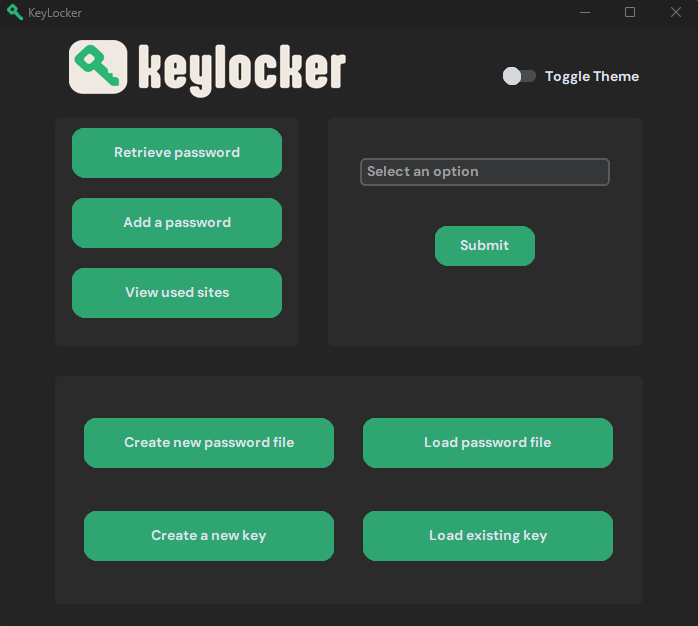 KeyLocker
keylocker
Toggle Theme
Retrieve password
Select an option
Add a password
Submit
View used sites
Create new password file
Load password file
Create a new key
Load existing key